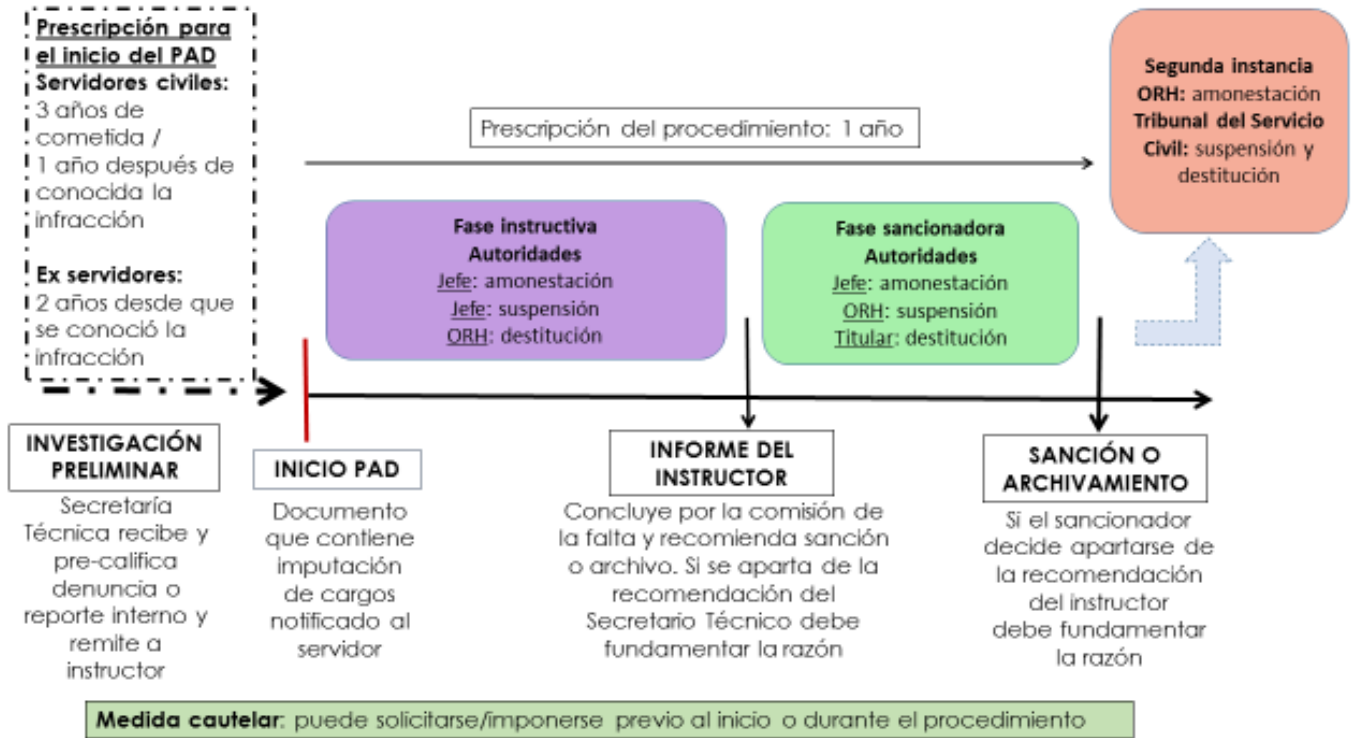 Prescripción para
el inicio del PAD
Servidores civiles:
3 años de
cometida /
1 año después de
conocida la
infracción
Ex servidores:
2 años desde que
se conoció la
infracción
Prescripción del procedimiento: 1 año
Segunda instancia
ORH: amonestación
Tribunal del Servicio
Civil: suspensión y
destitución
Fase instructiva
Autoridades
Jefe: amonestación
Jefe: suspensión
ORH: destitución
Fase sancionadora
Autoridades
Jefe: amonestación
ORH: suspensión
Titular: destitución
INVESTIGACIÓN
PRELIMINAR
Secretaría
Técnica recibe y
pre-califica
denuncia o
reporte interno y
remite a
instructor
INICIO PAD
Documento
que contiene
imputación
de cargos
notificado al
servidor
INFORME DEL
INSTRUCTOR
Concluye por la comisión de
la falta y recomienda sanción
o archivo. Si se aparta de la
recomendación del
Secretario Técnico debe
fundamentar la razón
SANCIÓN O
ARCHIVAMIENTO
Si el sancionador
decide apartarse de
la recomendación
del instructor
debe fundamentar
la razón
Medida cautelar: puede solicitarse/imponerse previo al inicio o durante el procedimiento